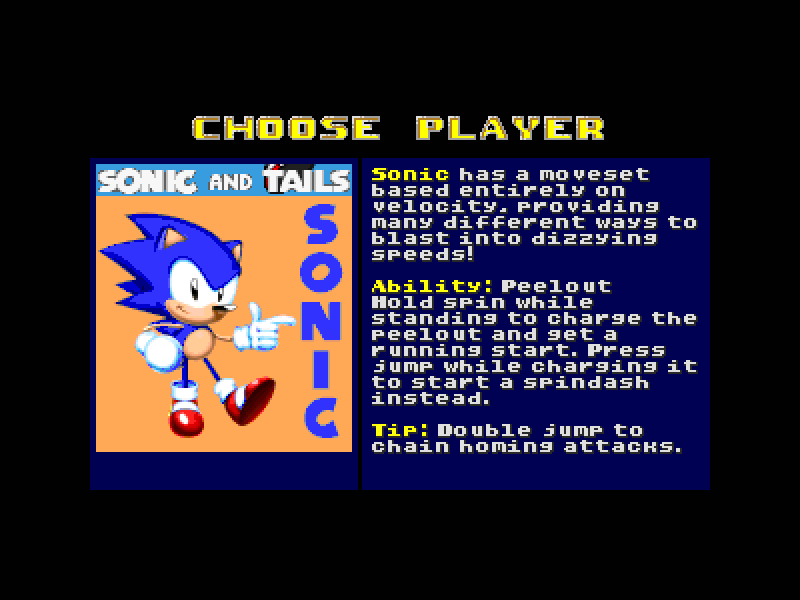 CHOOSE PLAYER
SONIC AND TAILS
SONIC
Sonic has a moveset
based entirely on
velocity, providing
many different ways to
blast into dizzying
speeds!
Ability: Peelout
Hold spin while
standing to charge the
peelout and get a
running start. Press
jump while charging it
to start a spindash
instead.
Tip: Double jump to
chain homing attacks.